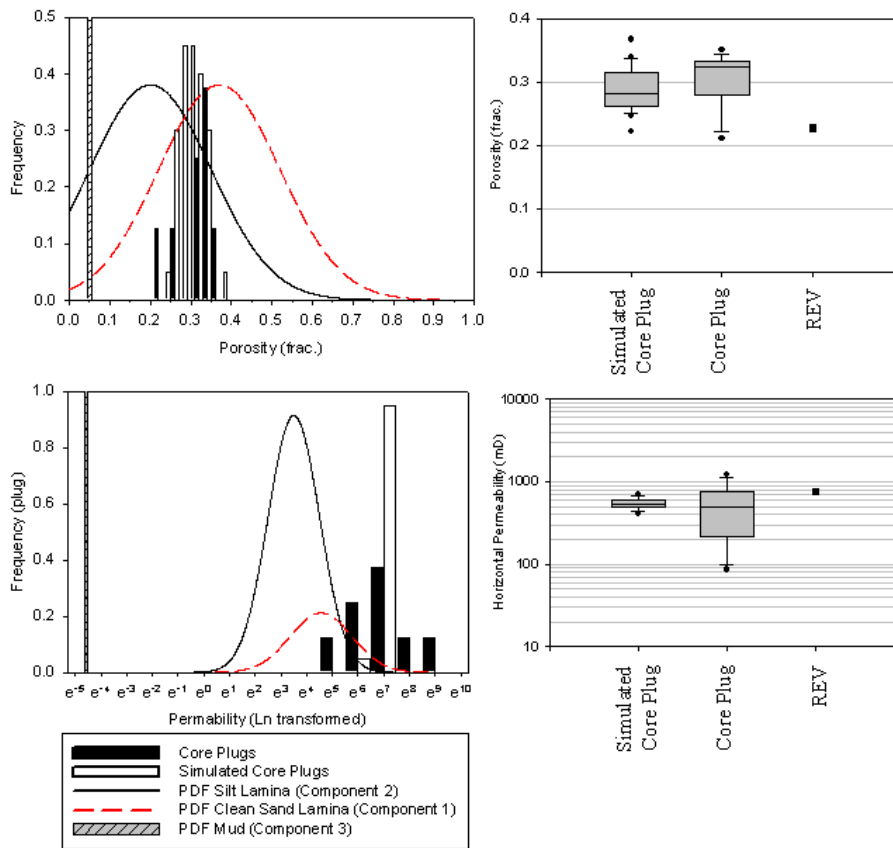 0.5
0.4
0.3
0.2
0.1
0.0
Frequency
0.0 0.1 0.2 0.3 0.4 0.5 0.6 0.7 0.8 0.9 1.0
Porosity (frac.)
0.4
0.3
0.2
0.1
0.0
Porosity (frac.)
Simulated
Core Plug
Core Plug
REV
1.0
0.8
0.6
0.4
0.2
0.0
Frequency (plug)
e-5 e-4 e-3 e-2 e-1 e0 e1 e2 e3 e4 e5 e6 e7 e8 e9 e10
Permability (Ln transformed)
10000
1000
100
10
Horizontal Permeability (mD)
Simulated
Core Plug
Core Plug
REV
Core Plugs
Simulated Core Plugs
PDF Silt Lamina (Component 2)
PDF Clean Sand Lamina (Component 1)
PDF Mud (Component 3)